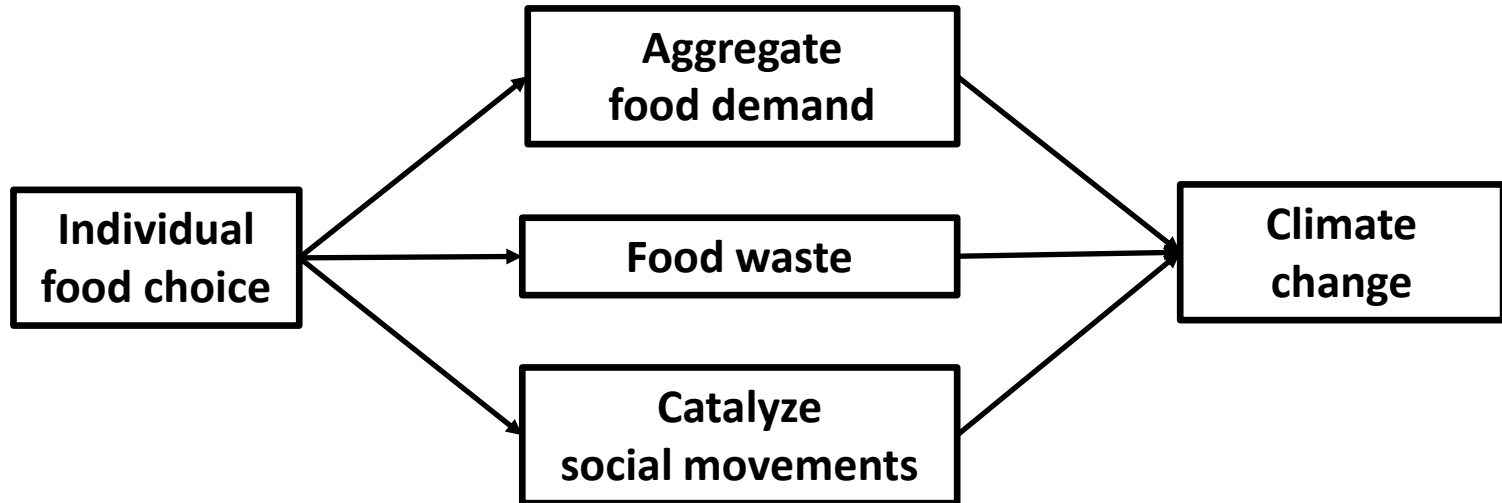 Aggregate
food demand
Individual
food choice
Food waste
Climate
change
Catalyze
social movements